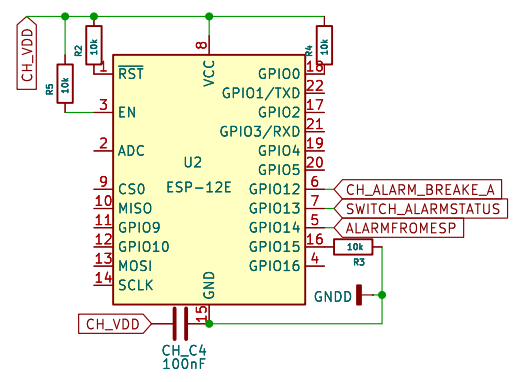 CH_VDD
R2
10k
R5
10k
R4
10k
8
VCC
1
RST
3
EN
2
ADC
9
CS0
10
MISO
11
GPIO9
12
GPIO10
13
MOSI
14
SCLK
U2
ESP-12E
GPIO0
18
GPIO1/TXD
22
GPIO2
17
GPIO3/RXD
21
GPIO4
19
GPIO5
20
GPIO12
6
CH_ALARM_BREAKE_A
GPIO13
7
SWITCH_ALARMSTATUS
GPIO14
5
ALARMFROMESP
GPIO15
16
10k
R3
GPIO16
4
GND
15
GNDD
CH_VDD
CH_C4
100nF